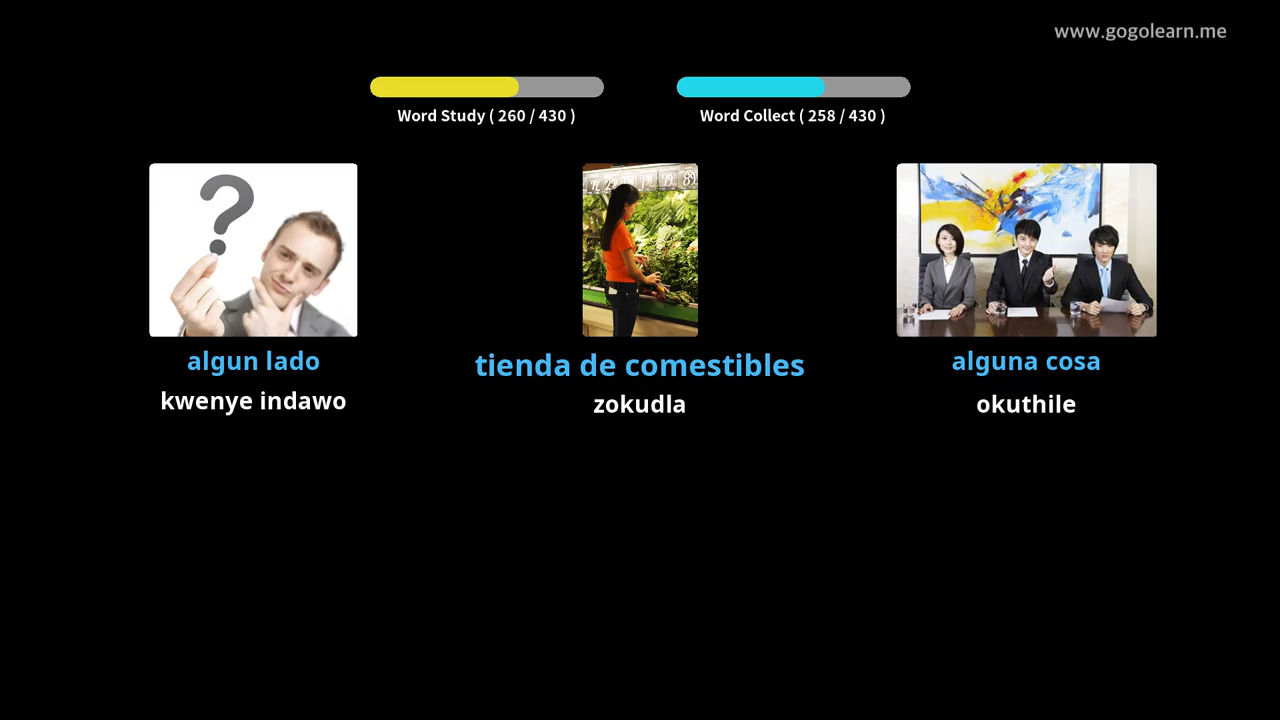 www.gogolearn.me
Word Study ( 260 / 430 )
Word Collect ( 258 / 430 )
algun lado
kwenye indawo
tienda de comestibles
zokudla
alguna cosa
okuthile